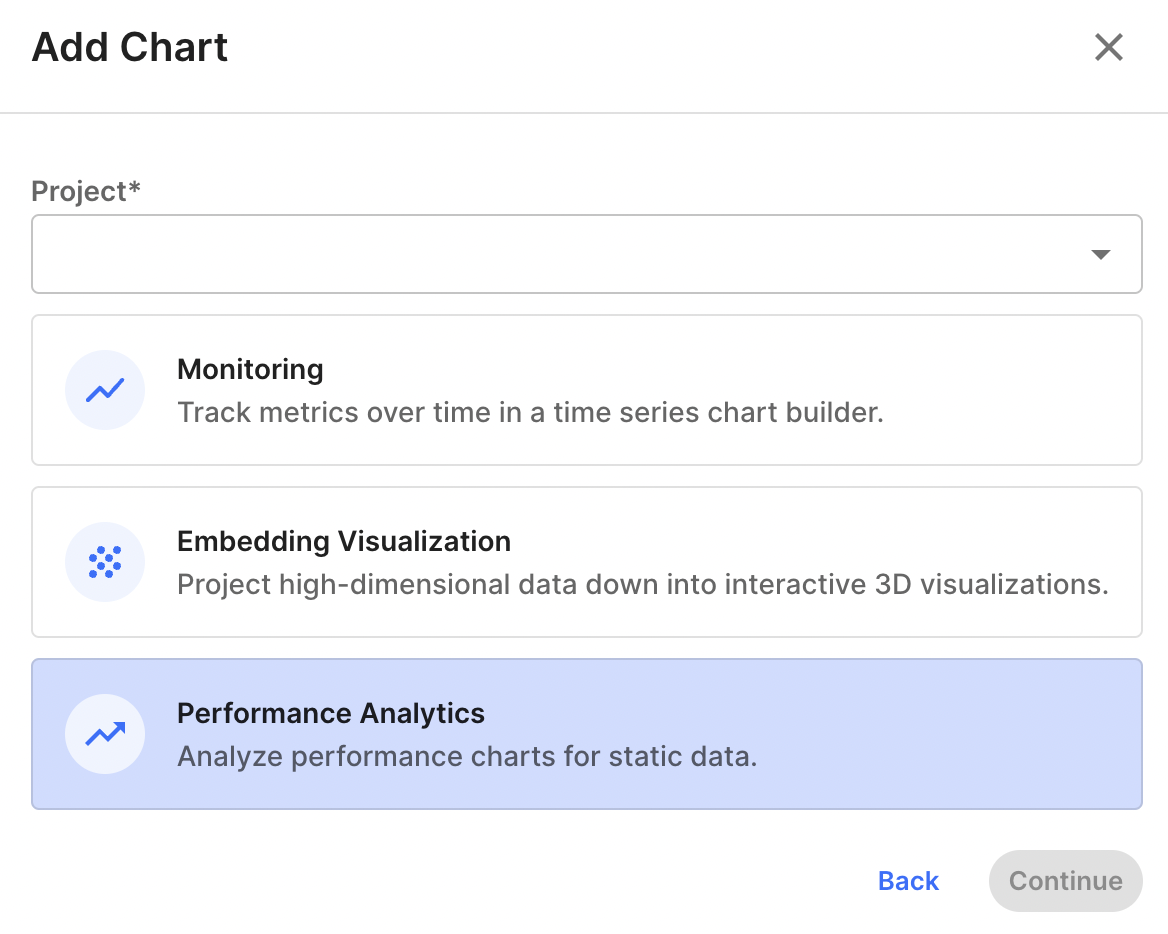 Add Chart
Project*
Monitoring
Track metrics over time in a time series chart builder.
Embedding Visualization
Project high-dimensional data down into interactive 3D visualizations.
Performance Analytics
Analyze performance charts for static data.
Back Continue